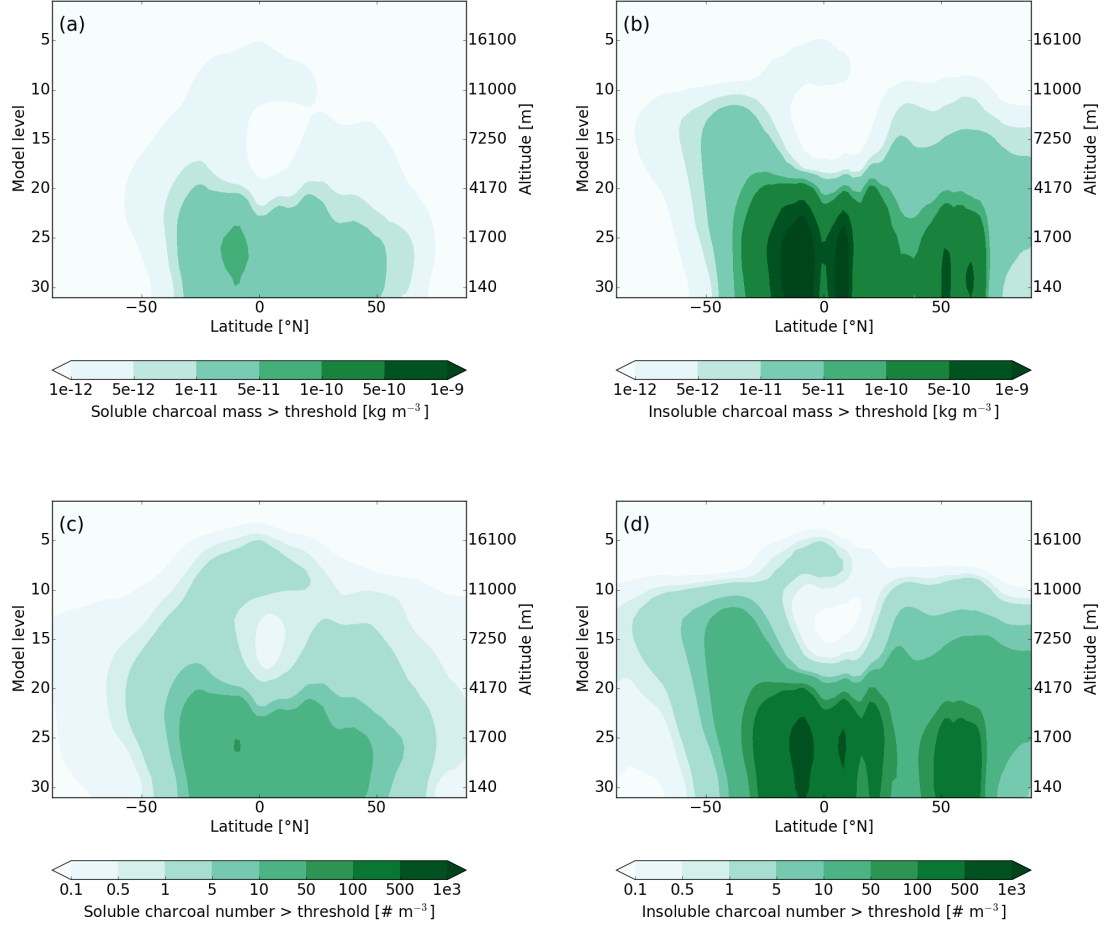 (a)
5
10
15
20
25
30
Model level
16100
11000
7250
4170
1700
140
Altitude [m]
−50 0 50
Latitude [°N]
1e-12 5e-12 1e-11 5e-11 1e-10 5e-10 1e-9
Soluble charcoal mass > threshold [kg m⁻³]
(b)
5
10
15
20
25
30
Model level
16100
11000
7250
4170
1700
140
Altitude [m]
−50 0 50
Latitude [°N]
1e-12 5e-12 1e-11 5e-11 1e-10 5e-10 1e-9
Insoluble charcoal mass > threshold [kg m⁻³]
(c)
5
10
15
20
25
30
Model level
16100
11000
7250
4170
1700
140
Altitude [m]
−50 0 50
Latitude [°N]
0.1 0.5 1 5 10 50 100 500 1e3
Soluble charcoal number > threshold [# m⁻³]
(d)
5
10
15
20
25
30
Model level
16100
11000
7250
4170
1700
140
Altitude [m]
−50 0 50
Latitude [°N]
0.1 0.5 1 5 10 50 100 500 1e3
Insoluble charcoal number > threshold [# m⁻³]